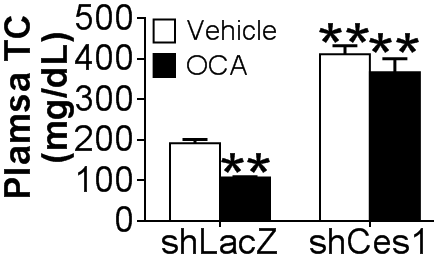 Plamsa TC
(mg/dL)
500
400
300
200
100
0
Vehicle
OCA
**
**
**
shLacZ
shCes1